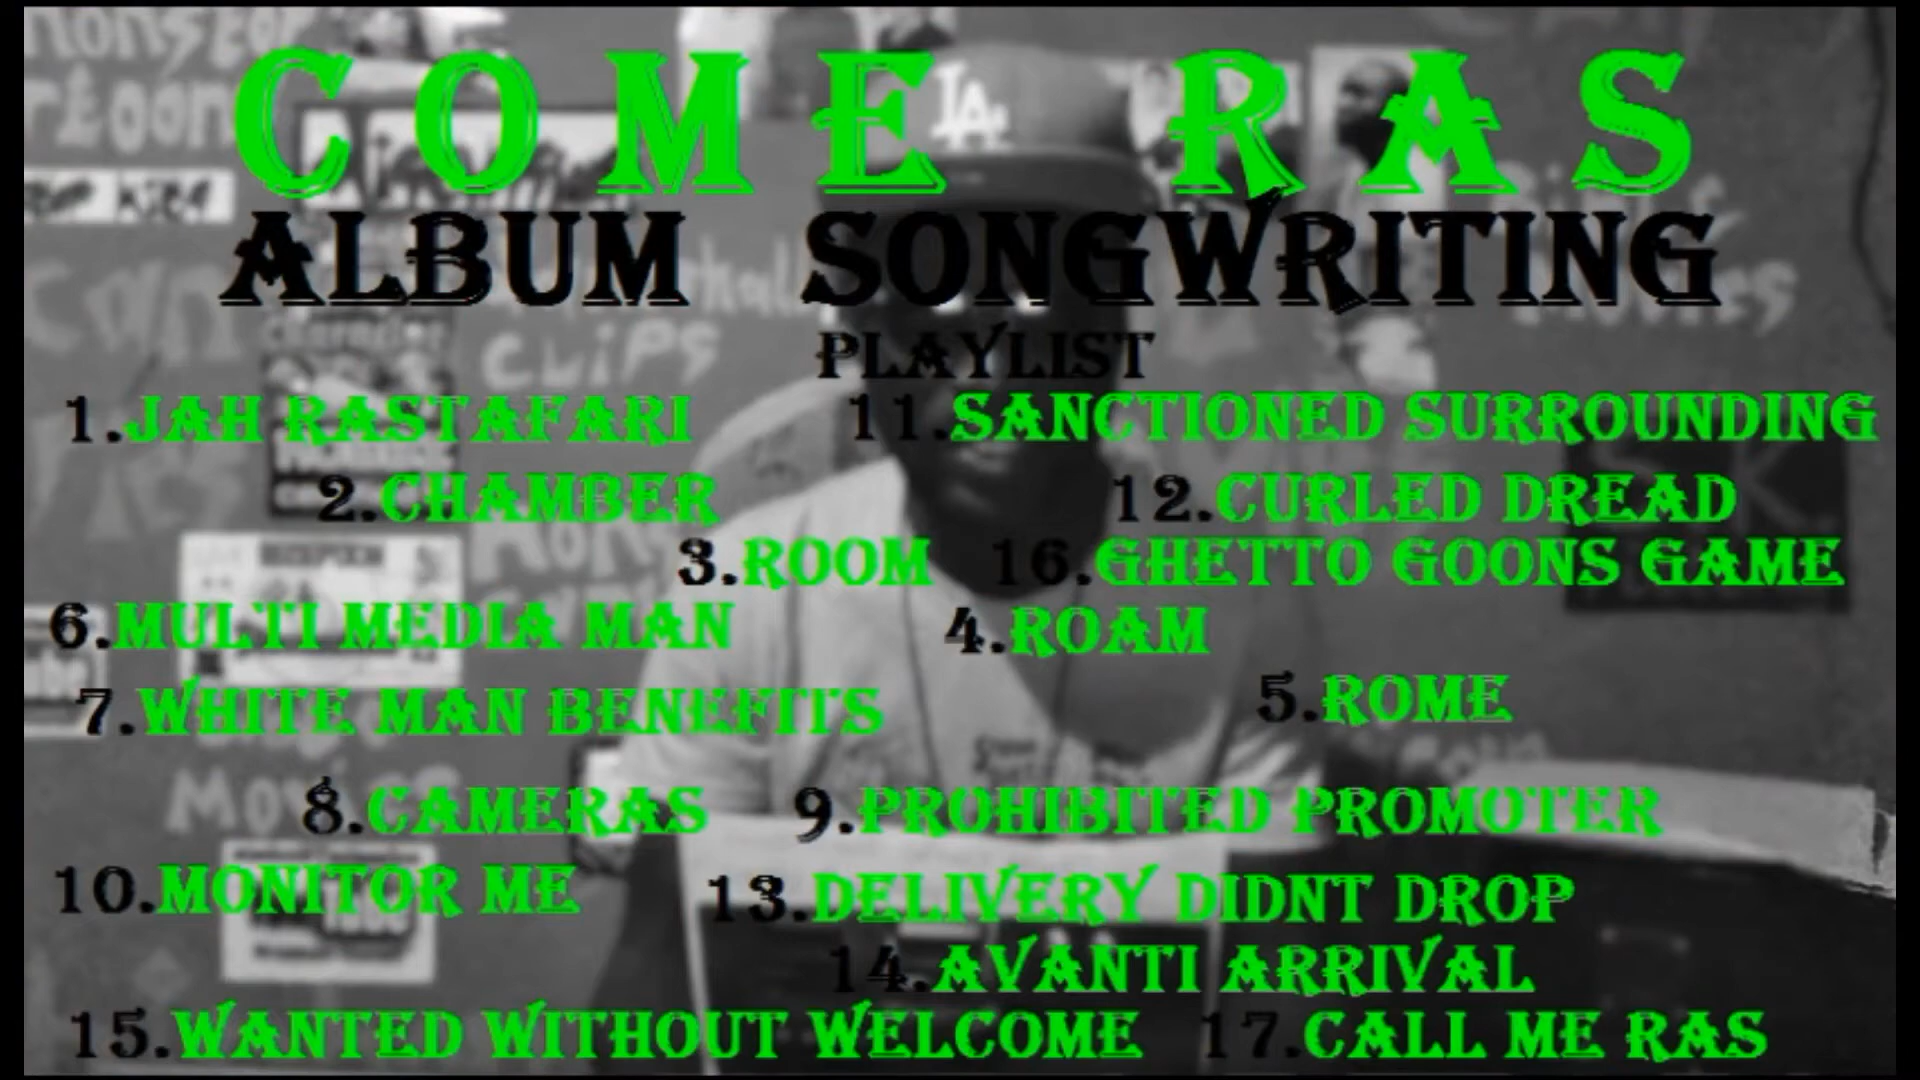 COME RAS
ALBUM SONGWRITING
PLAYLIST
1.JAH RASTAFARI
11.SANCTIONED SURROUNDING
2.CHAMBER
12.CURLED DREAD
3.ROOM
16.GHETTO GOONS GAME
6.MULTI MEDIA MAN
4.ROAM
5.ROME
7.WHITE MAN BENEFITS
8.CAMERAS
9.PROHIBITED PROMOTER
10.MONITOR ME
13.DELIVERY DIDNT DROP
14.AVANTI ARRIVAL
15.WANTED WITHOUT WELCOME
17.CALL ME RAS
LA
CLiPS
Character